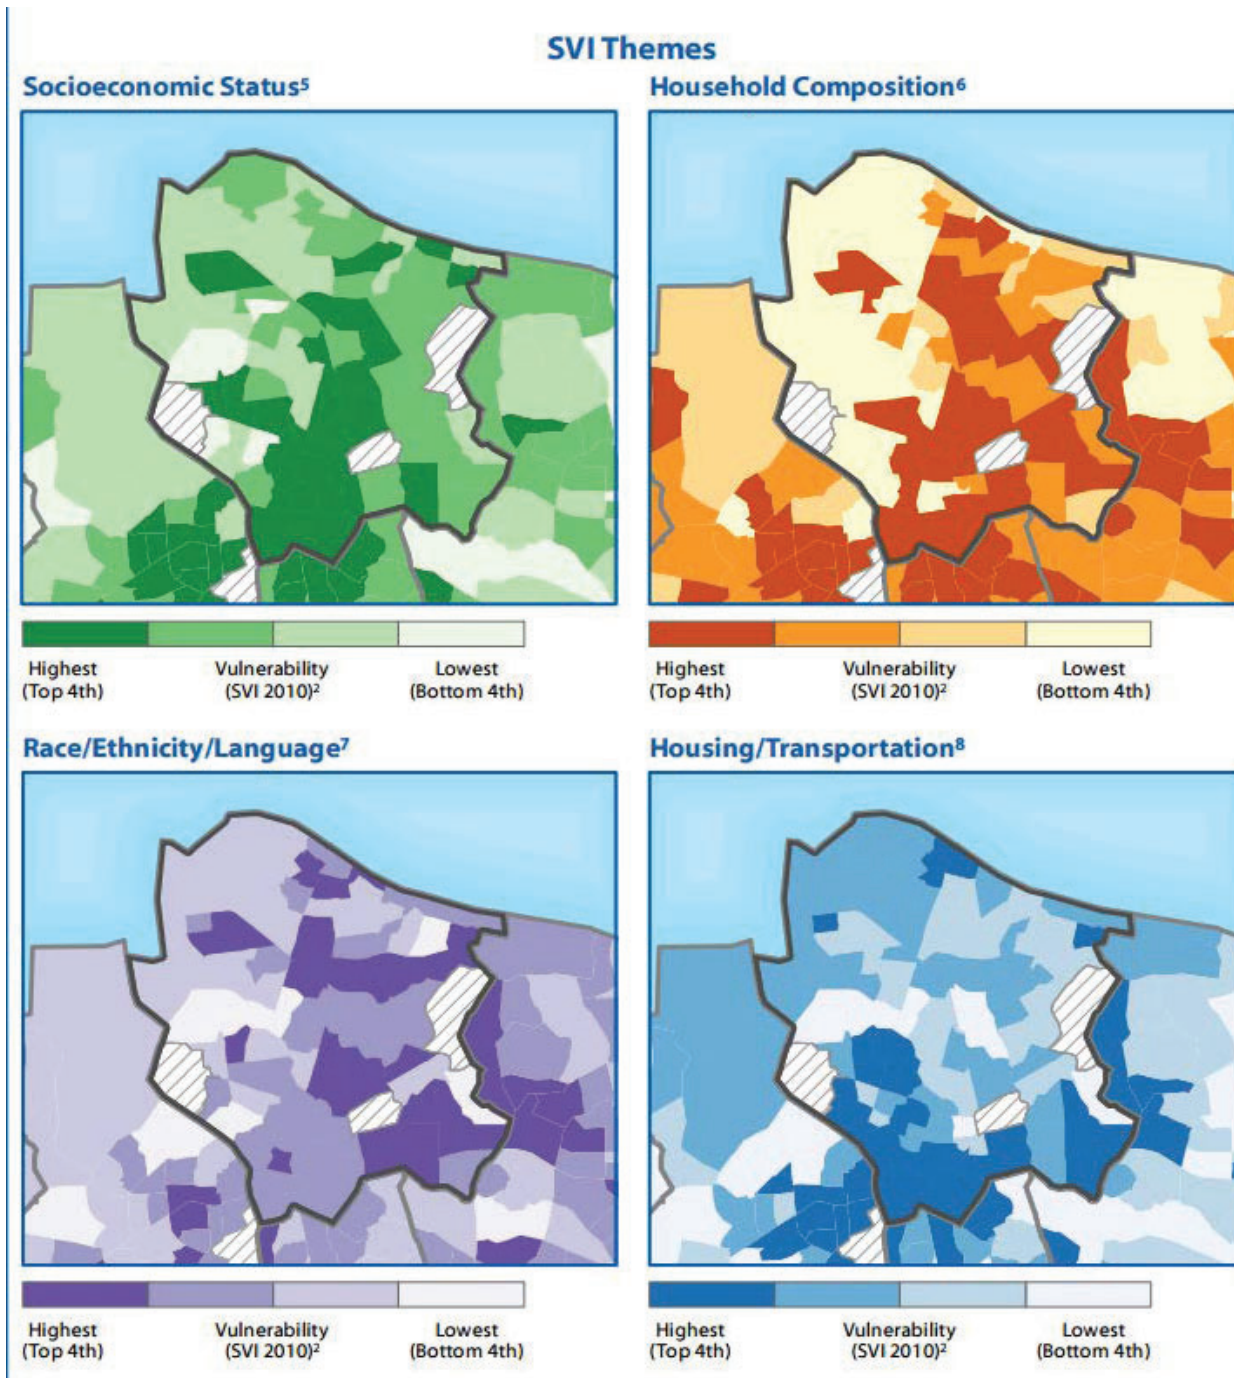 SVI Themes
Socioeconomic Status⁵
Household Composition⁶
Highest
(Top 4th)
Vulnerability
(SVI 2010)²
Lowest
(Bottom 4th)
Highest
(Top 4th)
Vulnerability
(SVI 2010)²
Lowest
(Bottom 4th)
Race/Ethnicity/Language⁷
Housing/Transportation⁸
Highest
(Top 4th)
Vulnerability
(SVI 2010)²
Lowest
(Bottom 4th)
Highest
(Top 4th)
Vulnerability
(SVI 2010)²
Lowest
(Bottom 4th)